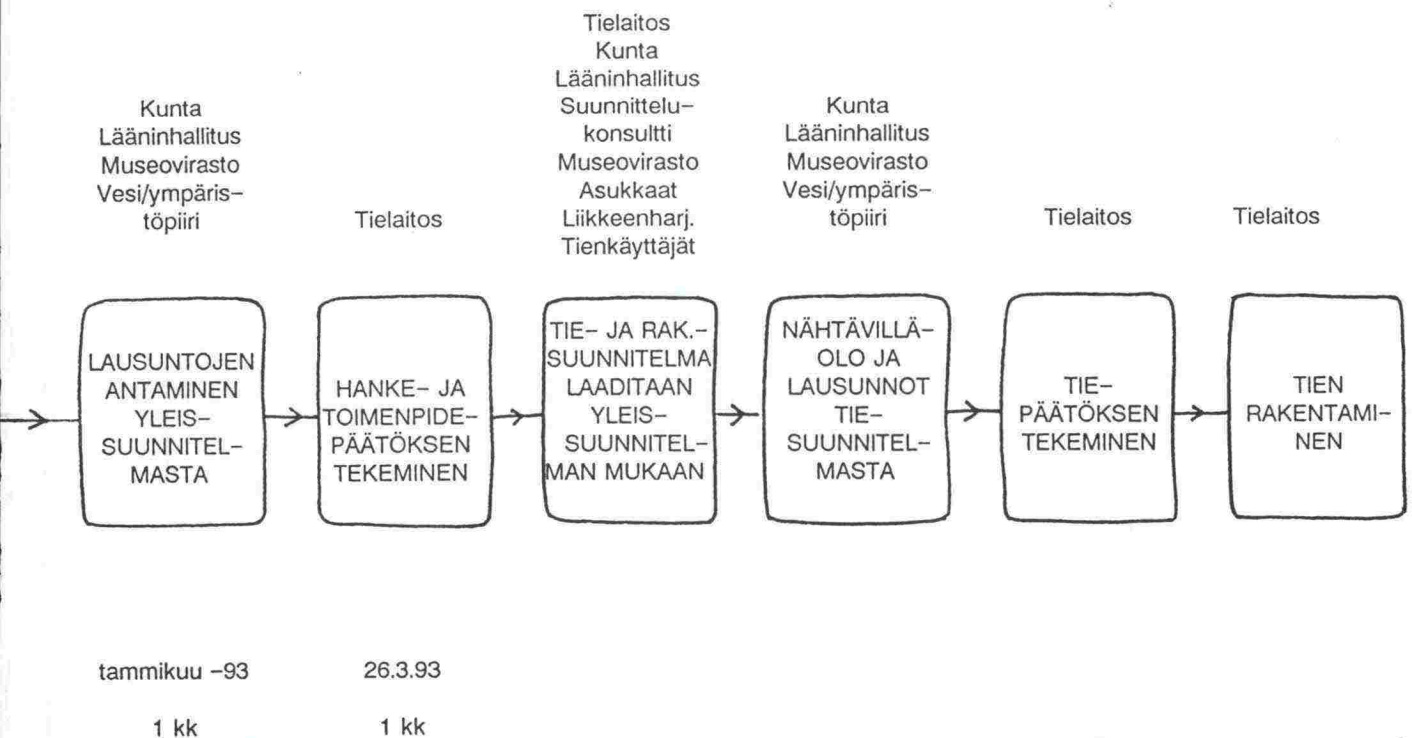 Kunta
Lääninhallitus
Museovirasto
Vesi/ympäris–
töpiiri
Tielaitos
Tielaitos
Kunta
Lääninhallitus
Suunnittelu–
konsultti
Museovirasto
Asukkaat
Liikkeenharj.
Tienkäyttäjät
Kunta
Lääninhallitus
Museovirasto
Vesi/ympäris–
töpiiri
Tielaitos
Tielaitos
LAUSUNTOJEN
ANTAMINEN
YLEIS–
SUUNNITEL–
MASTA
HANKE– JA
TOIMENPIDE–
PÄÄTÖKSEN
TEKEMINEN
TIE– JA RAK.–
SUUNNITELMA
LAADITAAN
YLEIS–
SUUNNITEL–
MAN MUKAAN
NÄHTÄVILLÄ–
OLO JA
LAUSUNNOT
TIE–
SUUNNITEL–
MASTA
TIE–
PÄÄTÖKSEN
TEKEMINEN
TIEN
RAKENTAMI–
NEN
tammikuu –93
26.3.93
1 kk
1 kk